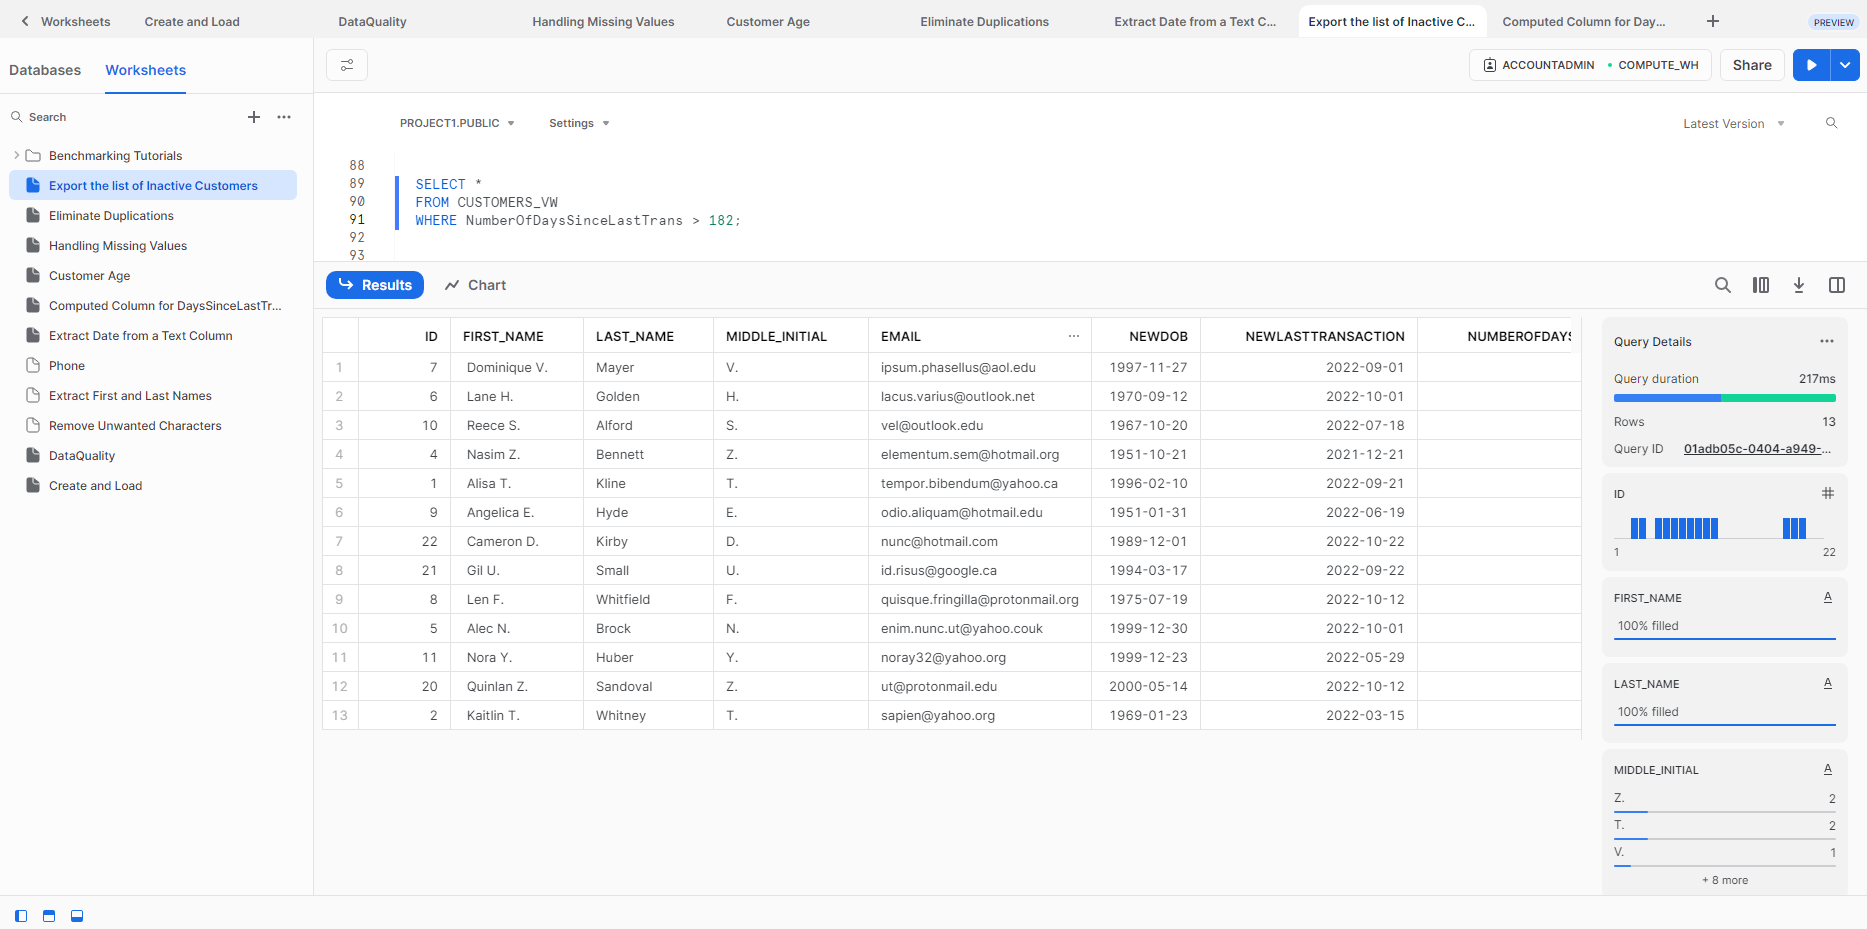 Worksheets Create and Load DataQuality Handling Missing Values Customer Age Eliminate Duplications Extract Date from a Text C... Export the list of Inactive C... Computed Column for Day... PREVIEW
Databases Worksheets
ACCOUNTADMIN COMPUTE_WH Share
Search
Benchmarking Tutorials
Export the list of Inactive Customers
Eliminate Duplications
Handling Missing Values
Customer Age
Computed Column for DaysSinceLastTr...
Extract Date from a Text Column
Phone
Extract First and Last Names
Remove Unwanted Characters
DataQuality
Create and Load
PROJECT1.PUBLIC Settings Latest Version
88
89 SELECT *
90 FROM CUSTOMERS_VW
91 WHERE NumberOfDaysSinceLastTrans > 182;
92
93
Results Chart
ID FIRST_NAME LAST_NAME MIDDLE_INITIAL EMAIL ... NEWDOB NEWLASTTRANSACTION NUMBEROFDAYS
1 7 Dominique V. Mayer V. ipsum.phasellus@aol.edu 1997-11-27 2022-09-01
2 6 Lane H. Golden H. lacus.varius@outlook.net 1970-09-12 2022-10-01
3 10 Reece S. Alford S. vel@outlook.edu 1967-10-20 2022-07-18
4 4 Nasim Z. Bennett Z. elementum.sem@hotmail.org 1951-10-21 2021-12-21
5 1 Alisa T. Kline T. tempor.bibendum@yahoo.ca 1996-02-10 2022-09-21
6 9 Angelica E. Hyde E. odio.aliquam@hotmail.edu 1951-01-31 2022-06-19
7 22 Cameron D. Kirby D. nunc@hotmail.com 1989-12-01 2022-10-22
8 21 Gil U. Small U. id.risus@google.ca 1994-03-17 2022-09-22
9 8 Len F. Whitfield F. quisque.fringilla@protonmail.org 1975-07-19 2022-10-12
10 5 Alec N. Brock N. enim.nunc.ut@yahoo.couk 1999-12-30 2022-10-01
11 11 Nora Y. Huber Y. noray32@yahoo.org 1999-12-23 2022-05-29
12 20 Quinlan Z. Sandoval Z. ut@protonmail.edu 2000-05-14 2022-10-12
13 2 Kaitlin T. Whitney T. sapien@yahoo.org 1969-01-23 2022-03-15
Query Details
Query duration 217ms
Rows 13
Query ID 01adb05c-0404-a949-...
ID #
1 22
FIRST_NAME A
100% filled
LAST_NAME A
100% filled
MIDDLE_INITIAL A
Z. 2
T. 2
V. 1
+ 8 more